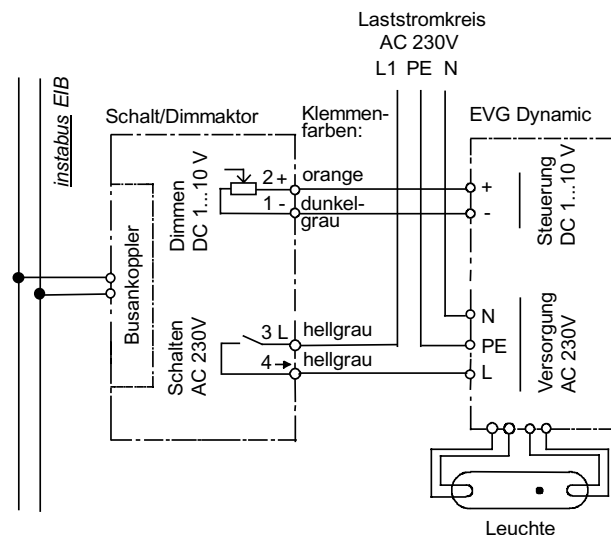 Laststromkreis
AC 230V
L1 PE N
instabus EIB
Schalt/Dimmaktor
Klemmen-
farben:
EVG Dynamic
Busankoppler
Dimmen
DC 1...10 V
2 +
orange
1 -
dunkel-
grau
+
-
Steuerung
DC 1...10 V
Schalten
AC 230V
3 L
hellgrau
4
hellgrau
N
PE
L
Versorgung
AC 230V
Leuchte